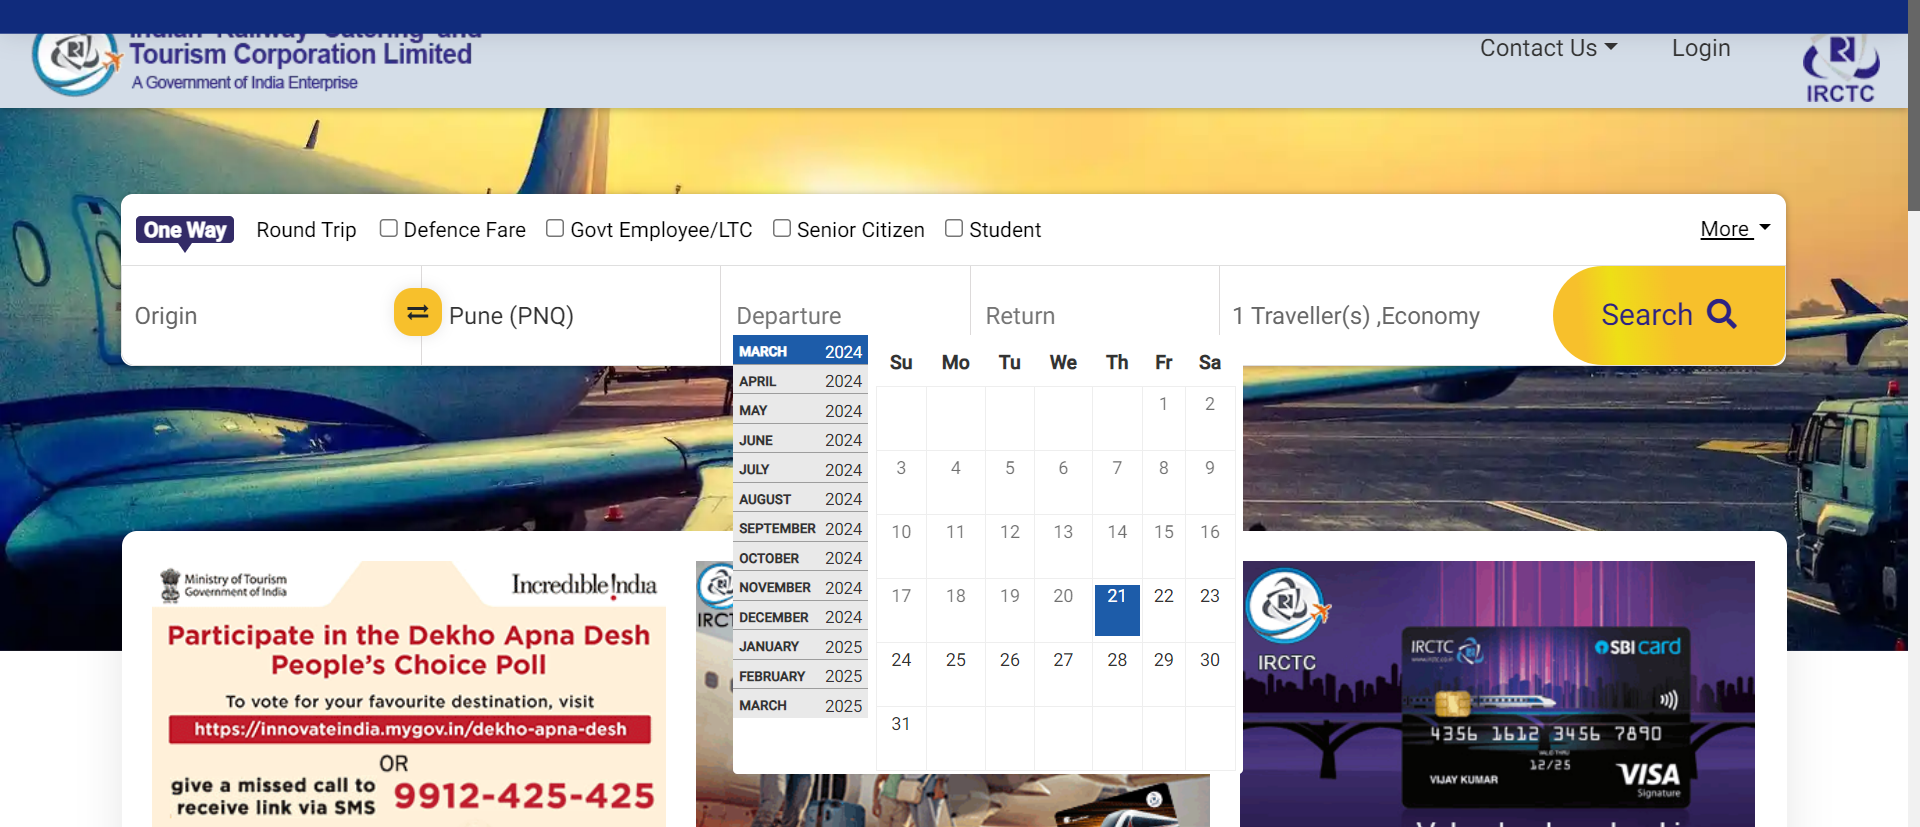 Indian Railway Catering and
Tourism Corporation Limited
A Government of India Enterprise
Contact Us
Login
IRCTC
One Way
Round Trip
Defence Fare
Govt Employee/LTC
Senior Citizen
Student
More
Origin
Pune (PNQ)
Departure
Return
1 Traveller(s) ,Economy
Search
MARCH 2024
APRIL 2024
MAY 2024
JUNE 2024
JULY 2024
AUGUST 2024
SEPTEMBER 2024
OCTOBER 2024
NOVEMBER 2024
DECEMBER 2024
JANUARY 2025
FEBRUARY 2025
MARCH 2025
Su Mo Tu We Th Fr Sa
1 2
3 4 5 6 7 8 9
10 11 12 13 14 15 16
17 18 19 20 21 22 23
24 25 26 27 28 29 30
31
Ministry of Tourism
Government of India
Incredible !ndia
Participate in the Dekho Apna Desh
People's Choice Poll
To vote for your favourite destination, visit
https://innovateindia.mygov.in/dekho-apna-desh
OR
give a missed call to
receive link via SMS
9912-425-425
IRCT
IRCTC
IRCTC
SBI card
4356 1612 3456 7890
VALID THRU
12/25
VIJAY KUMAR
VISA
Signature